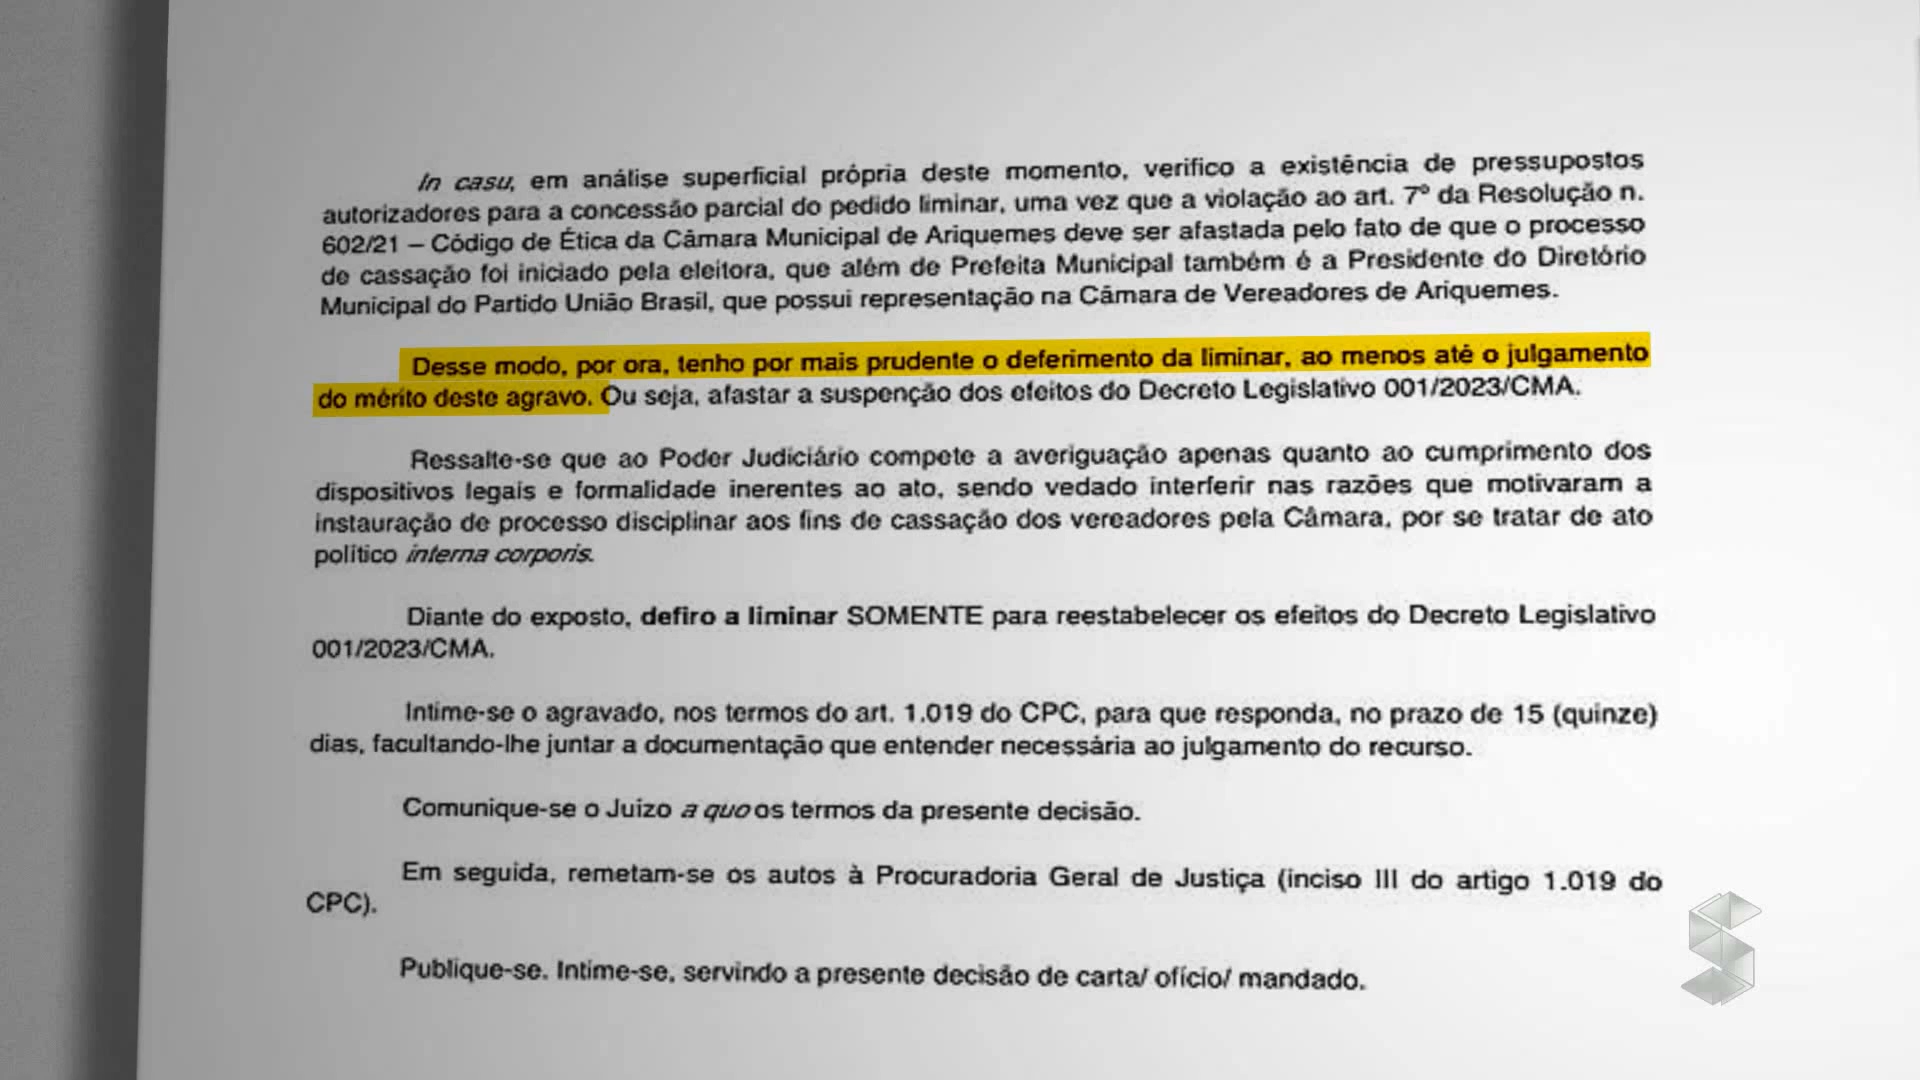 In casu, em análise superficial própria deste momento, verifico a existência de pressupostos
autorizadores para a concessão parcial do pedido liminar, uma vez que a violação ao art. 7º da Resolução n.
602/21 – Código de Ética da Câmara Municipal de Ariquemes deve ser afastada pelo fato de que o processo
de cassação foi iniciado pela eleitora, que além de Prefeita Municipal também é a Presidente do Diretório
Municipal do Partido União Brasil, que possui representação na Câmara de Vereadores de Ariquemes.
Desse modo, por ora, tenho por mais prudente o deferimento da liminar, ao menos até o julgamento
do mérito deste agravo. Ou seja, afastar a suspenção dos efeitos do Decreto Legislativo 001/2023/CMA.
Ressalte-se que ao Poder Judiciário compete a averiguação apenas quanto ao cumprimento dos
dispositivos legais e formalidade inerentes ao ato, sendo vedado interferir nas razões que motivaram a
instauração de processo disciplinar aos fins de cassação dos vereadores pela Câmara, por se tratar de ato
político interna corporis.
Diante do exposto, defiro a liminar SOMENTE para reestabelecer os efeitos do Decreto Legislativo
001/2023/CMA.
Intime-se o agravado, nos termos do art. 1.019 do CPC, para que responda, no prazo de 15 (quinze)
dias, facultando-lhe juntar a documentação que entender necessária ao julgamento do recurso.
Comunique-se o Juizo a quo os termos da presente decisão.
Em seguida, remetam-se os autos à Procuradoria Geral de Justiça (inciso III do artigo 1.019 do
CPC).
Publique-se. Intime-se, servindo a presente decisão de carta/ ofício/ mandado.